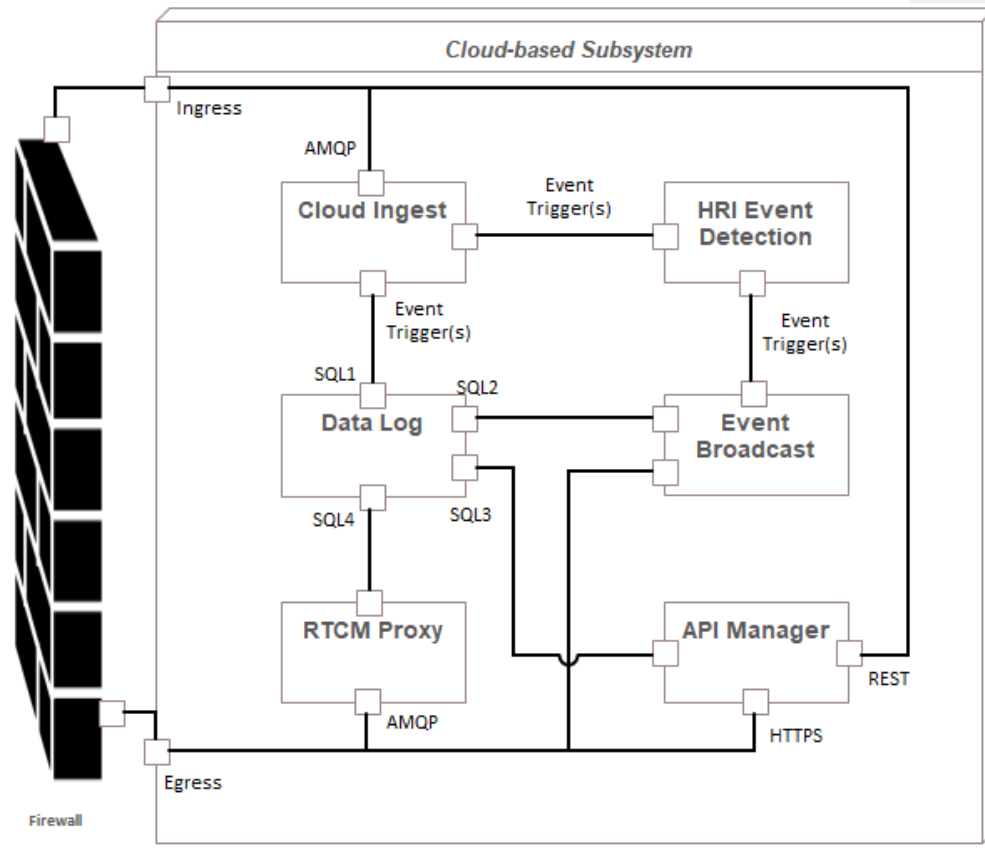 Cloud-based Subsystem
Ingress
AMQP
Cloud Ingest
Event
Trigger(s)
HRI Event
Detection
Event
Trigger(s)
Event
Trigger(s)
SQL1
SQL2
Data Log
Event
Broadcast
SQL4
SQL3
RTCM Proxy
API Manager
REST
AMQP
HTTPS
Egress
Firewall